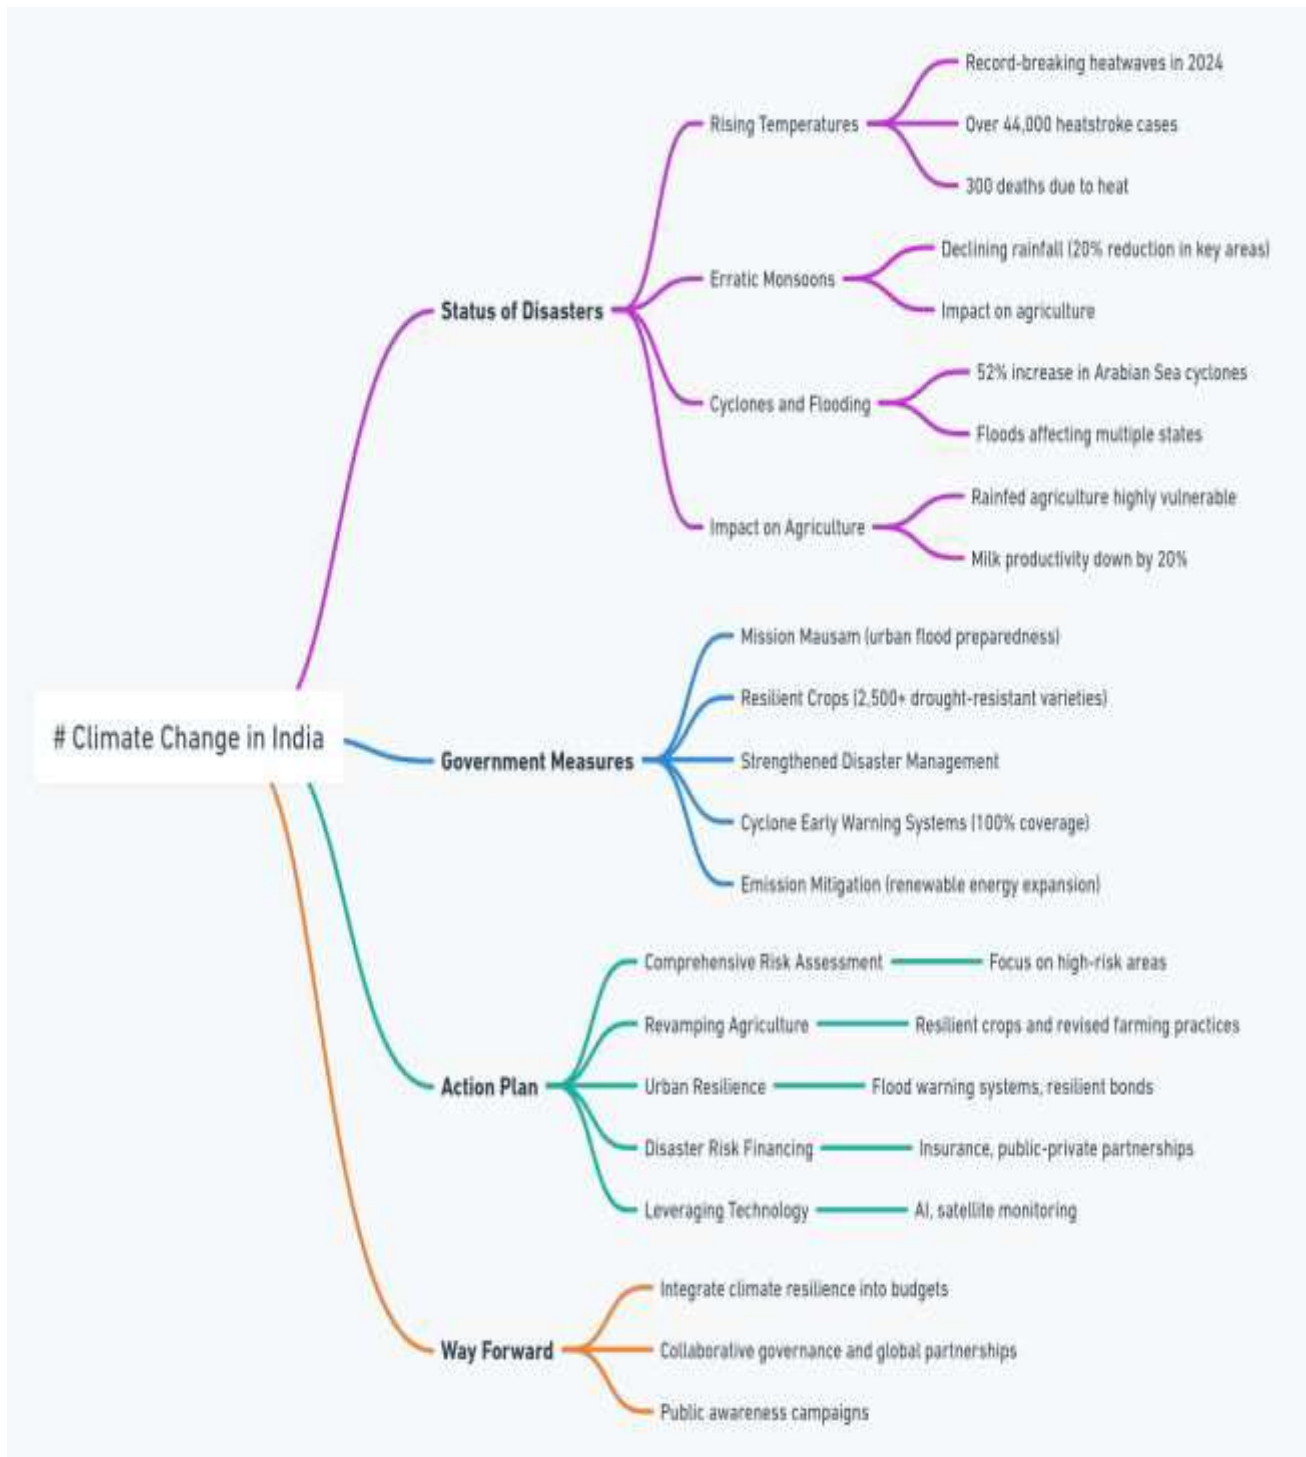 # Climate Change in India
Status of Disasters
Rising Temperatures
Record-breaking heatwaves in 2024
Over 44,000 heatstroke cases
300 deaths due to heat
Erratic Monsoons
Declining rainfall (20% reduction in key areas)
Impact on agriculture
Cyclones and Flooding
52% increase in Arabian Sea cyclones
Floods affecting multiple states
Impact on Agriculture
Rainfed agriculture highly vulnerable
Milk productivity down by 20%
Government Measures
Mission Mausam (urban flood preparedness)
Resilient Crops (2,500+ drought-resistant varieties)
Strengthened Disaster Management
Cyclone Early Warning Systems (100% coverage)
Emission Mitigation (renewable energy expansion)
Action Plan
Comprehensive Risk Assessment
Focus on high-risk areas
Revamping Agriculture
Resilient crops and revised farming practices
Urban Resilience
Flood warning systems, resilient bonds
Disaster Risk Financing
Insurance, public-private partnerships
Leveraging Technology
AI, satellite monitoring
Way Forward
Integrate climate resilience into budgets
Collaborative governance and global partnerships
Public awareness campaigns